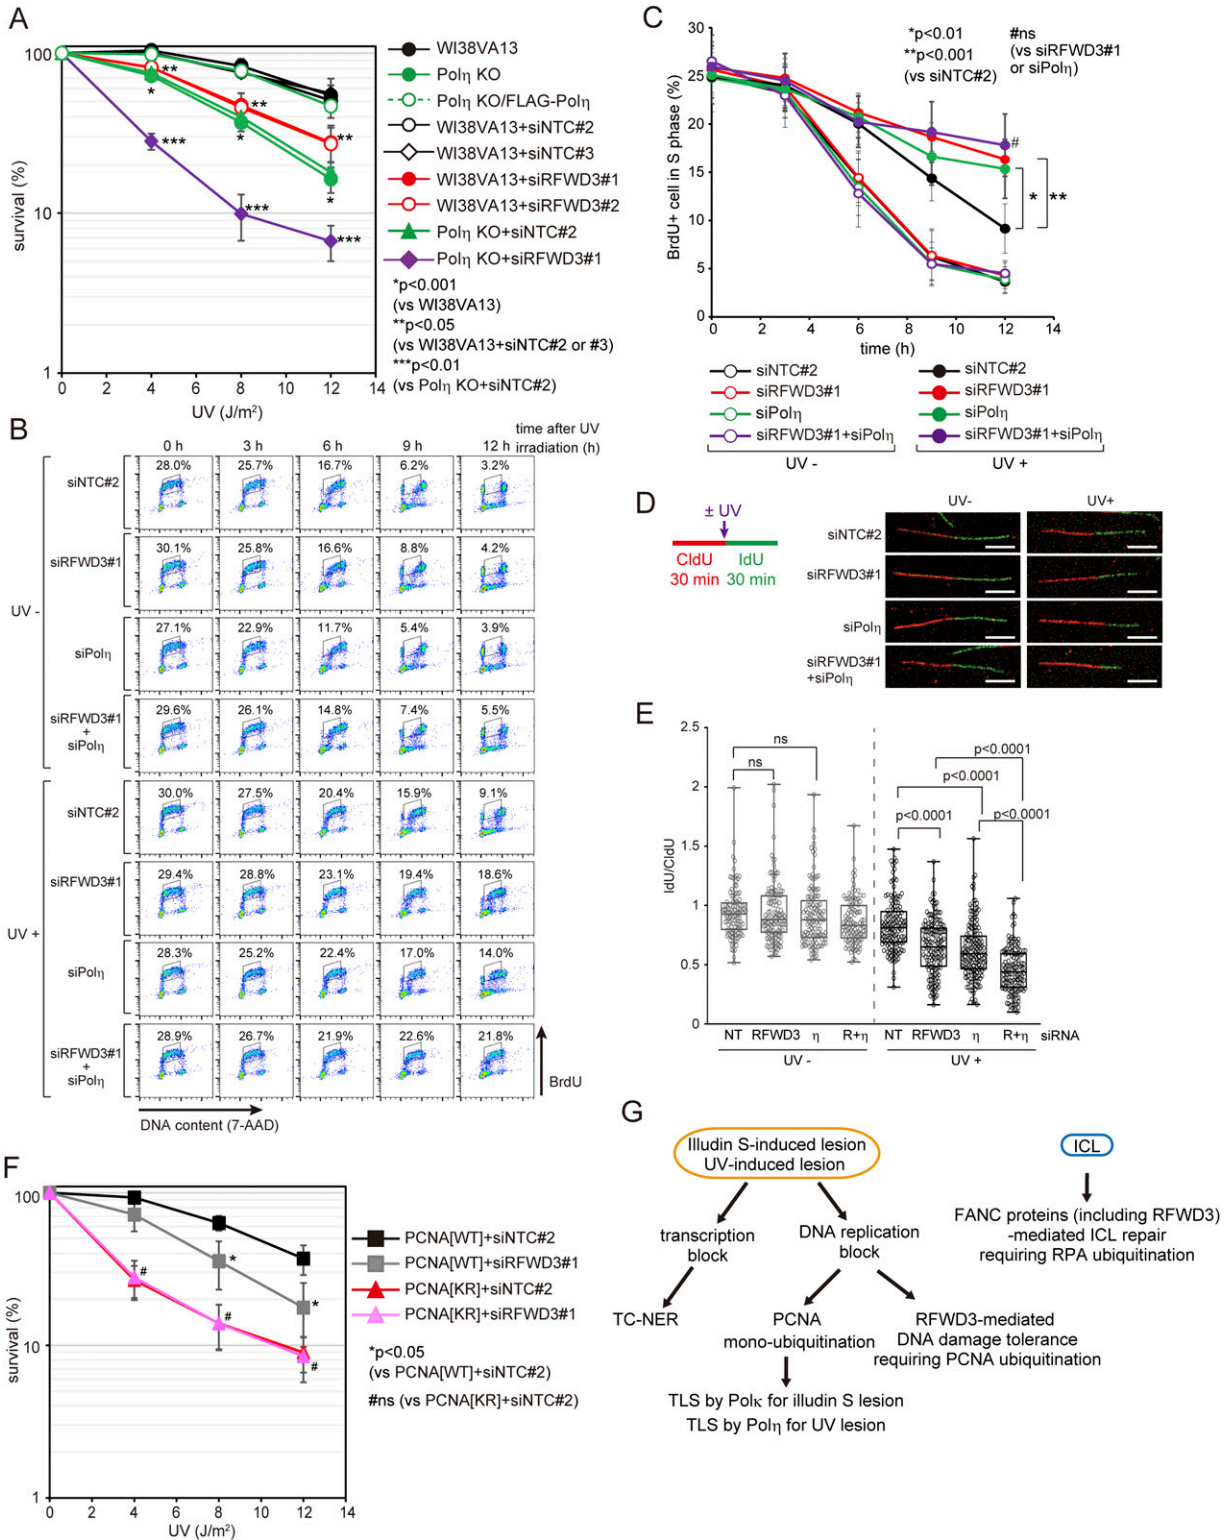 A
survival (%)
100
10
1
0 2 4 6 8 10 12 14
UV (J/m²)
** ** **
* * *
*** *** ***
WI38VA13
Polη KO
Polη KO/FLAG-Polη
WI38VA13+siNTC#2
WI38VA13+siNTC#3
WI38VA13+siRFWD3#1
WI38VA13+siRFWD3#2
Polη KO+siNTC#2
Polη KO+siRFWD3#1
*p<0.001
(vs WI38VA13)
**p<0.05
(vs WI38VA13+siNTC#2 or #3)
***p<0.01
(vs Polη KO+siNTC#2)
B
0 h 3 h 6 h 9 h 12 h
time after UV
irradiation (h)
UV -
siNTC#2
28.0% 25.7% 16.7% 6.2% 3.2%
siRFWD3#1
30.1% 25.8% 16.6% 8.8% 4.2%
siPolη
27.1% 22.9% 11.7% 5.4% 3.9%
siRFWD3#1
+
siPolη
29.6% 26.1% 14.8% 7.4% 5.5%
UV +
siNTC#2
30.0% 27.5% 20.4% 15.9% 9.1%
siRFWD3#1
29.4% 28.8% 23.1% 19.4% 18.6%
siPolη
28.3% 25.2% 22.4% 17.0% 14.0%
siRFWD3#1
+
siPolη
28.9% 26.7% 21.9% 22.6% 21.8%
BrdU
DNA content (7-AAD)
C
BrdU+ cell in S phase (%)
30
25
20
15
10
5
0
0 2 4 6 8 10 12 14
time (h)
*p<0.01
**p<0.001
(vs siNTC#2)
#ns
(vs siRFWD3#1
or siPolη)
#
* **
siNTC#2
siRFWD3#1
siPolη
siRFWD3#1+siPolη
UV -
siNTC#2
siRFWD3#1
siPolη
siRFWD3#1+siPolη
UV +
D
± UV
CldU IdU
30 min 30 min
UV- UV+
siNTC#2
siRFWD3#1
siPolη
siRFWD3#1
+siPolη
E
IdU/CldU
2.5
2
1.5
1
0.5
0
ns
ns
p<0.0001
p<0.0001
p<0.0001 p<0.0001
NT RFWD3 η R+η NT RFWD3 η R+η siRNA
UV - UV +
F
survival (%)
100
10
1
0 2 4 6 8 10 12 14
UV (J/m²)
* *
# # #
PCNA[WT]+siNTC#2
PCNA[WT]+siRFWD3#1
PCNA[KR]+siNTC#2
PCNA[KR]+siRFWD3#1
*p<0.05
(vs PCNA[WT]+siNTC#2)
#ns (vs PCNA[KR]+siNTC#2)
G
Illudin S-induced lesion
UV-induced lesion
transcription
block
DNA replication
block
TC-NER
PCNA
mono-ubiquitination
RFWD3-mediated
DNA damage tolerance
requiring PCNA ubiquitination
TLS by Polκ for illudin S lesion
TLS by Polη for UV lesion
ICL
FANC proteins (including RFWD3)
-mediated ICL repair
requiring RPA ubiquitination